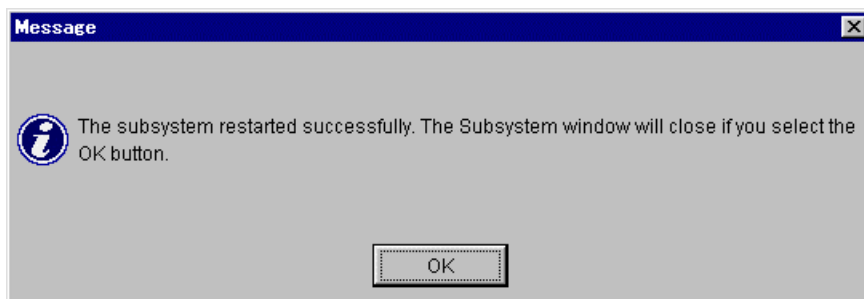 Message
The subsystem restarted successfully. The Subsystem window will close if you select the
OK button.
OK